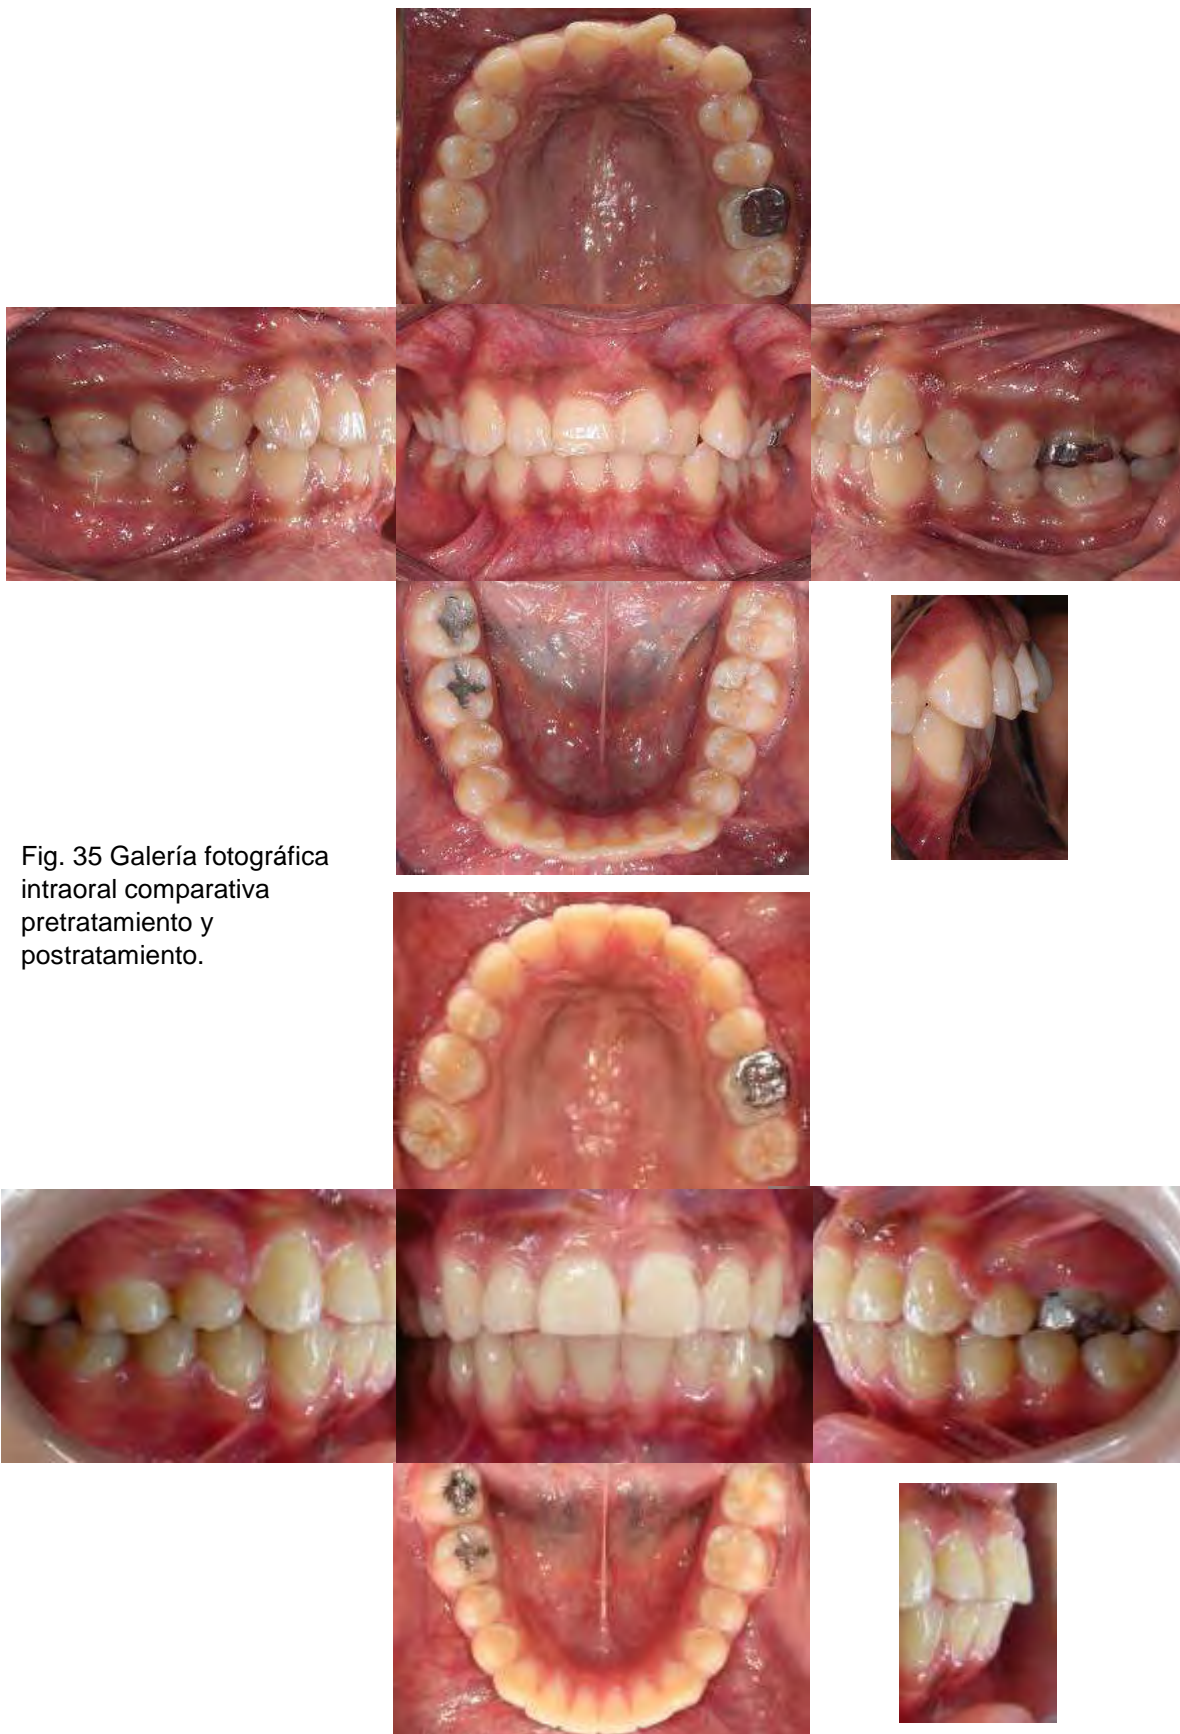 Fig. 35 Galería fotográfica
intraoral comparativa
pretratamiento y
postratamiento.